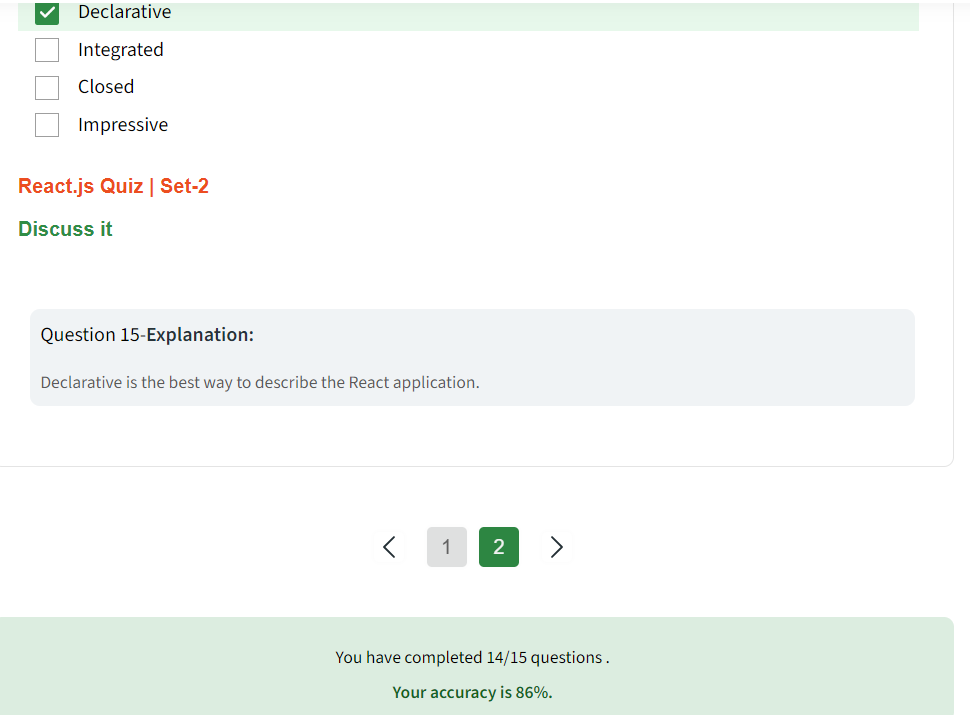 Declarative
Integrated
Closed
Impressive
React.js Quiz | Set-2
Discuss it
Question 15-Explanation:
Declarative is the best way to describe the React application.
1 2
You have completed 14/15 questions .
Your accuracy is 86%.